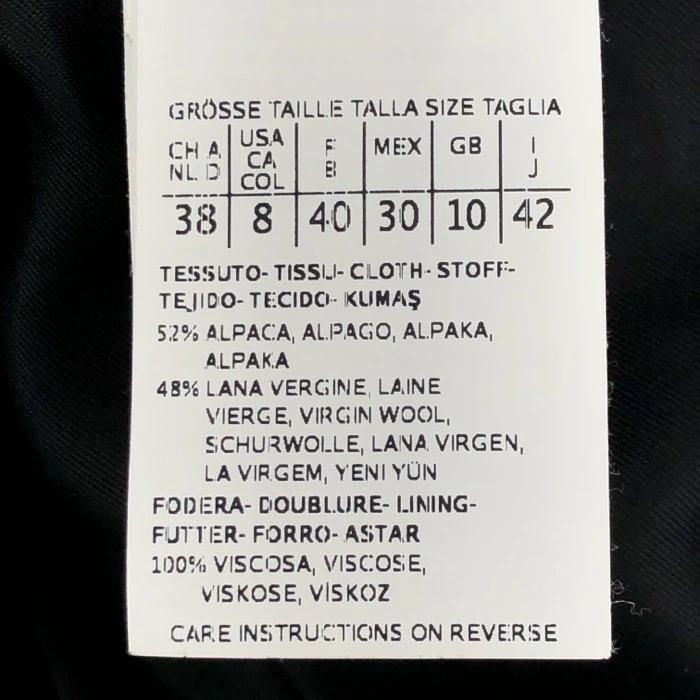 GRÖSSE TAILLE TALLA SIZE TAGLIA
CH A NL D | USA CA COL | F B | MEX | GB | I J
38 | 8 | 40 | 30 | 10 | 42
TESSUTO- TISSU- CLOTH- STOFF-
TEJIDO- TECIDO- KUMAŞ
52% ALPACA, ALPAGO, ALPAKA,
ALPAKA
48% LANA VERGINE, LAINE
VIERGE, VIRGIN WOOL,
SCHURWOLLE, LANA VIRGEN,
LA VIRGEM, YENI YÜN
FODERA- DOUBLURE- LINING-
FUTTER- FORRO- ASTAR
100% VISCOSA, VISCOSE,
VISKOSE, VİSKOZ
CARE INSTRUCTIONS ON REVERSE